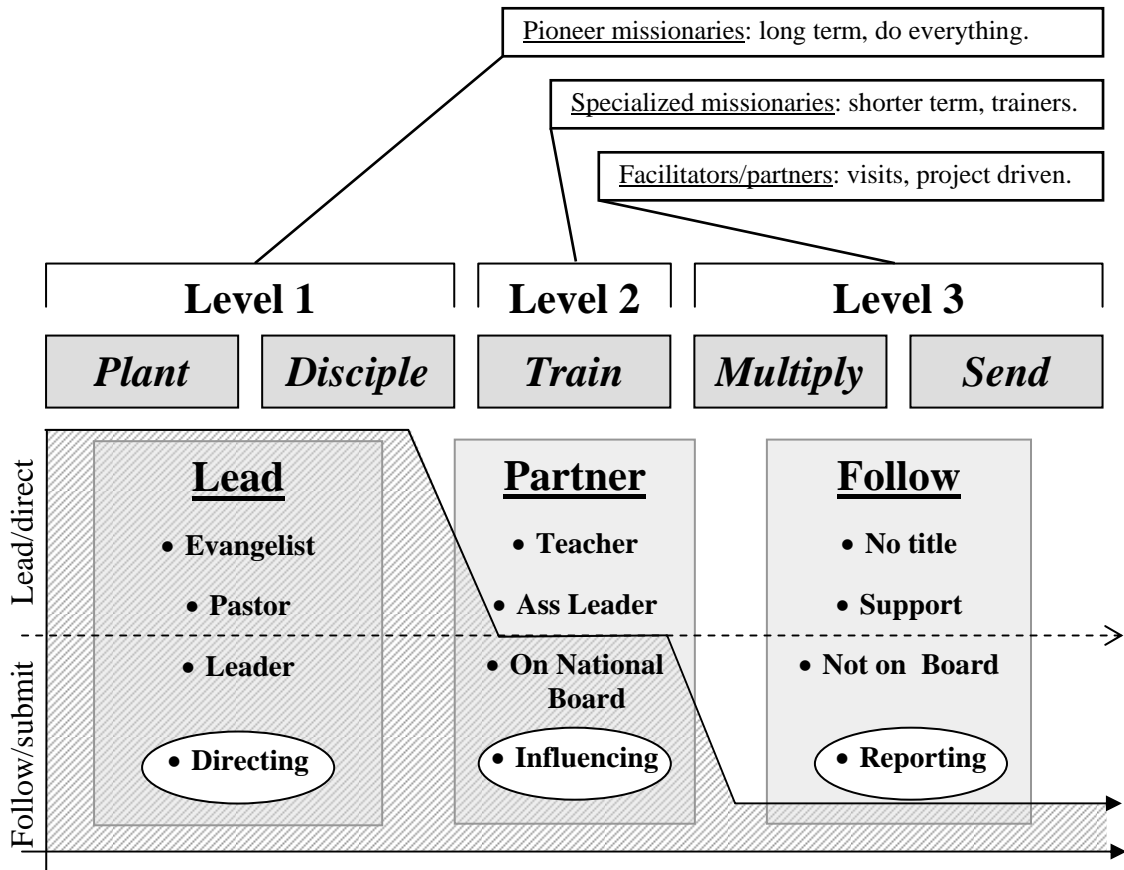 Pioneer missionaries: long term, do everything.
Specialized missionaries: shorter term, trainers.
Facilitators/partners: visits, project driven.
Level 1
Level 2
Level 3
Plant
Disciple
Train
Multiply
Send
Lead/direct
Follow/submit
Lead
• Evangelist
• Pastor
• Leader
• Directing
Partner
• Teacher
• Ass Leader
• On National
Board
• Influencing
Follow
• No title
• Support
• Not on Board
• Reporting